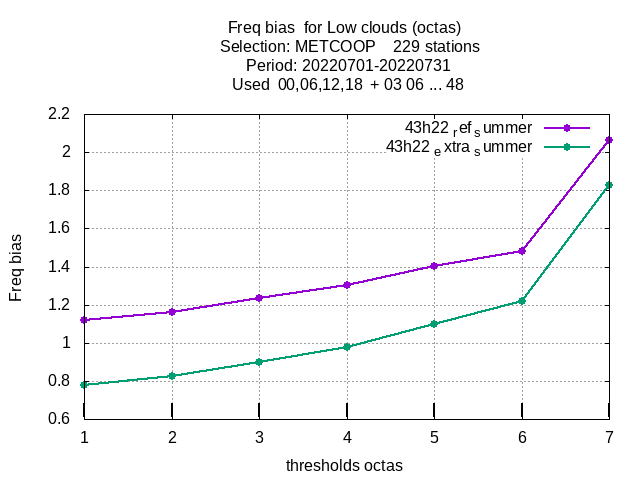 Freq bias  for Low clouds (octas)
Selection: METCOOP    229 stations
Period: 20220701-20220731
Used  00,06,12,18  + 03 06 ... 48
43h22 ref summer
43h22 extra summer
2.2
2
1.8
1.6
1.4
1.2
1
0.8
0.6
Freq bias
1 2 3 4 5 6 7
thresholds octas